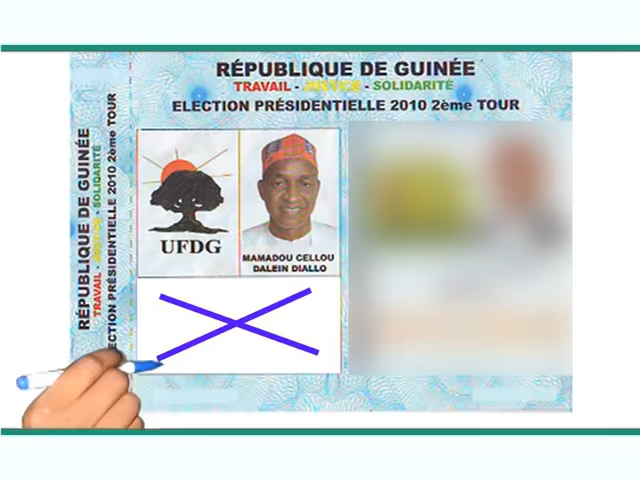 RÉPUBLIQUE DE GUINÉE
TRAVAIL - JUSTICE - SOLIDARITÉ
ELECTION PRÉSIDENTIELLE 2010 2ème TOUR
UFDG
MAMADOU CELLOU
DALEIN DIALLO
RÉPUBLIQUE DE GUINÉE
TRAVAIL - JUSTICE - SOLIDARITÉ
ECTION PRÉSIDENTIELLE 2010 2ème TOUR